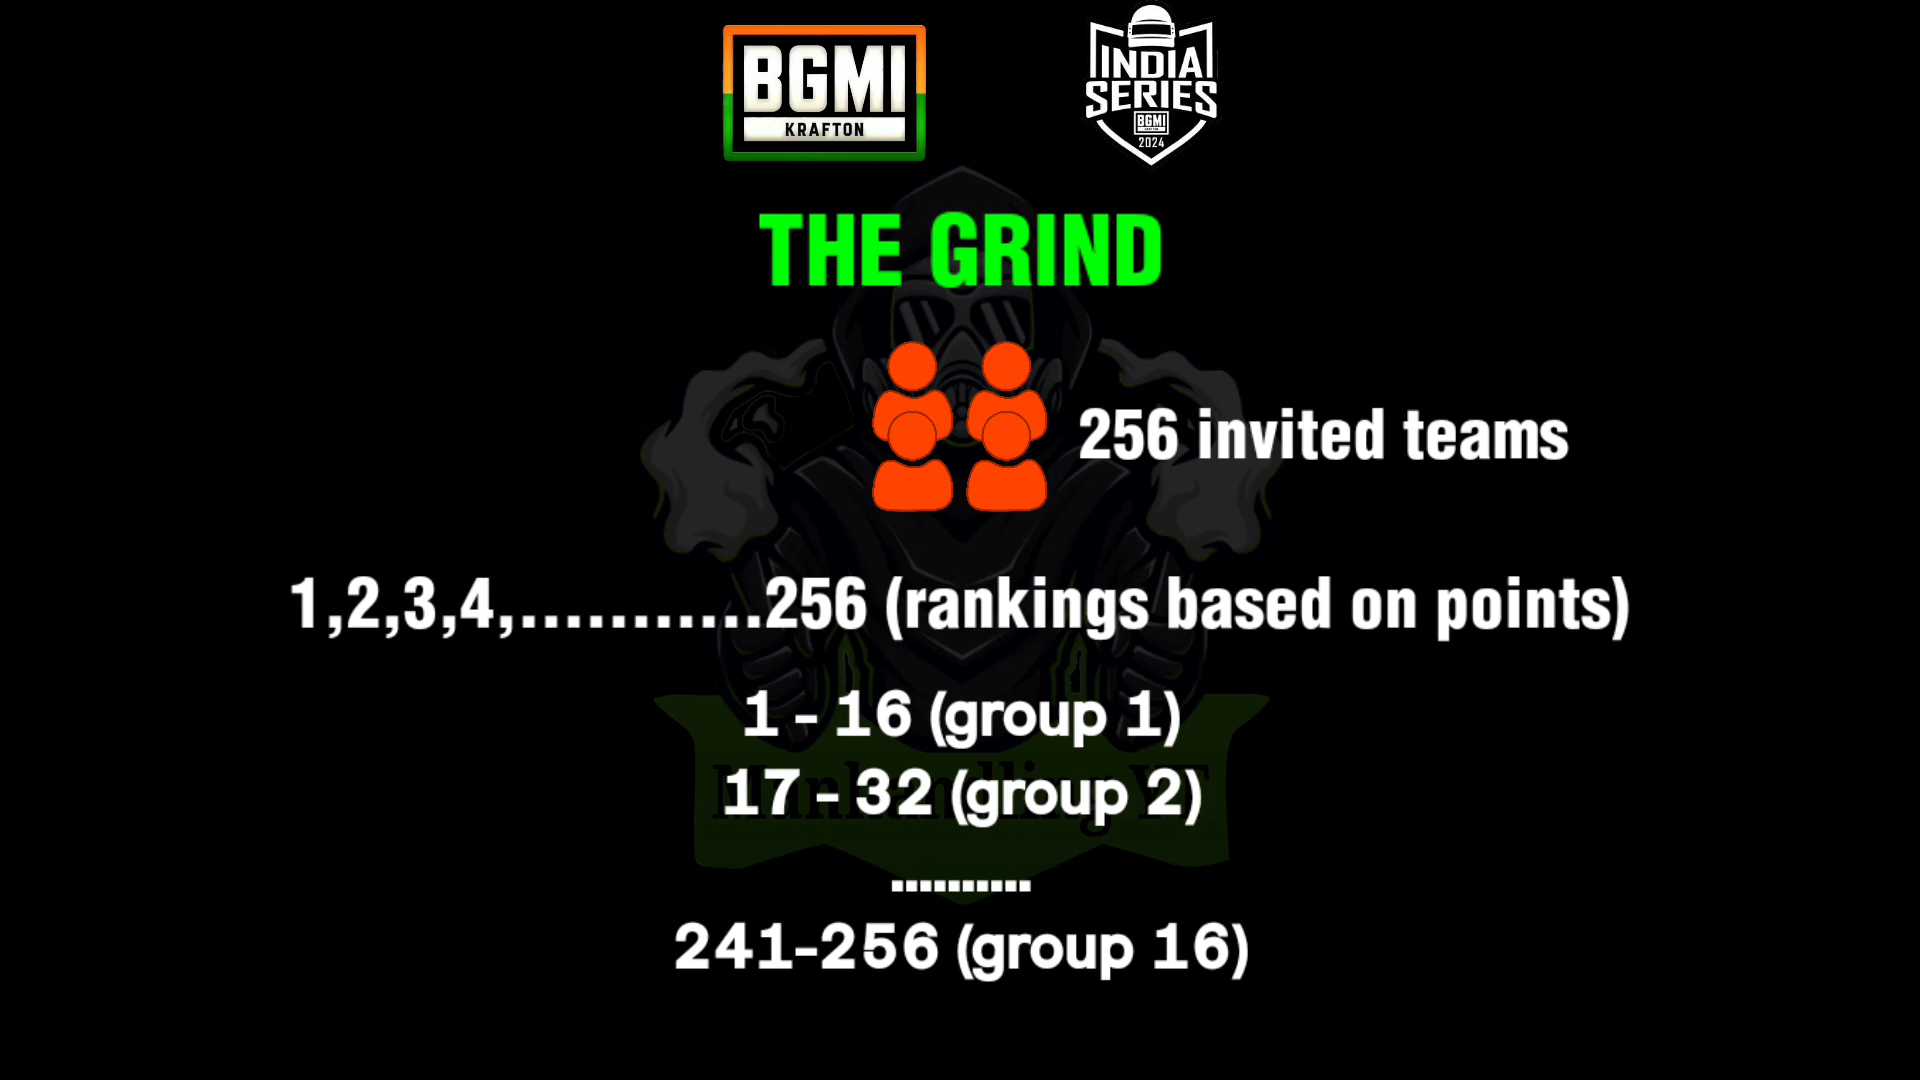 BGMI
KRAFTON
INDIA
SERIES
BGMI
2024
THE GRIND
256 invited teams
1,2,3,4,...........256 (rankings based on points)
1 - 16 (group 1)
17 - 32 (group 2)
..........
241-256 (group 16)